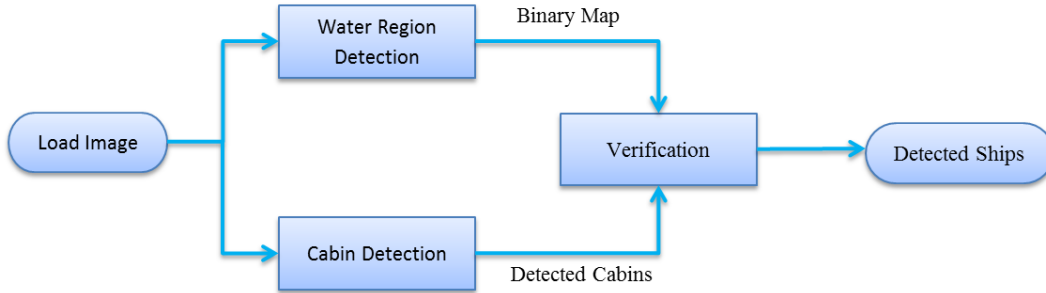 Load Image
Water Region
Detection
Binary Map
Cabin Detection
Detected Cabins
Verification
Detected Ships